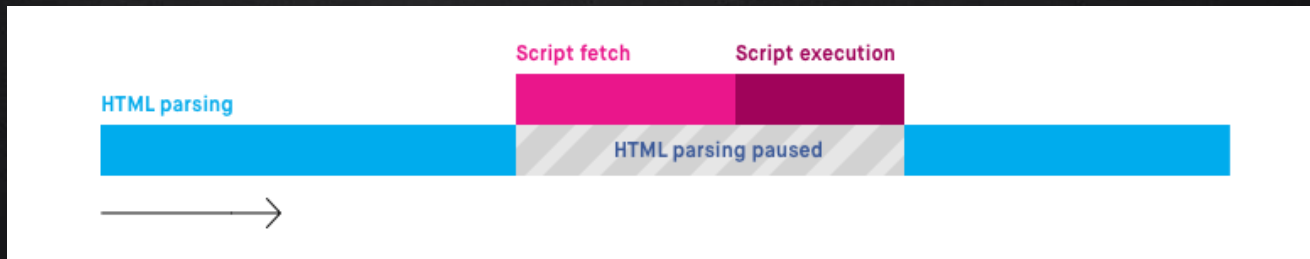 Script fetch
Script execution
HTML parsing
HTML parsing paused